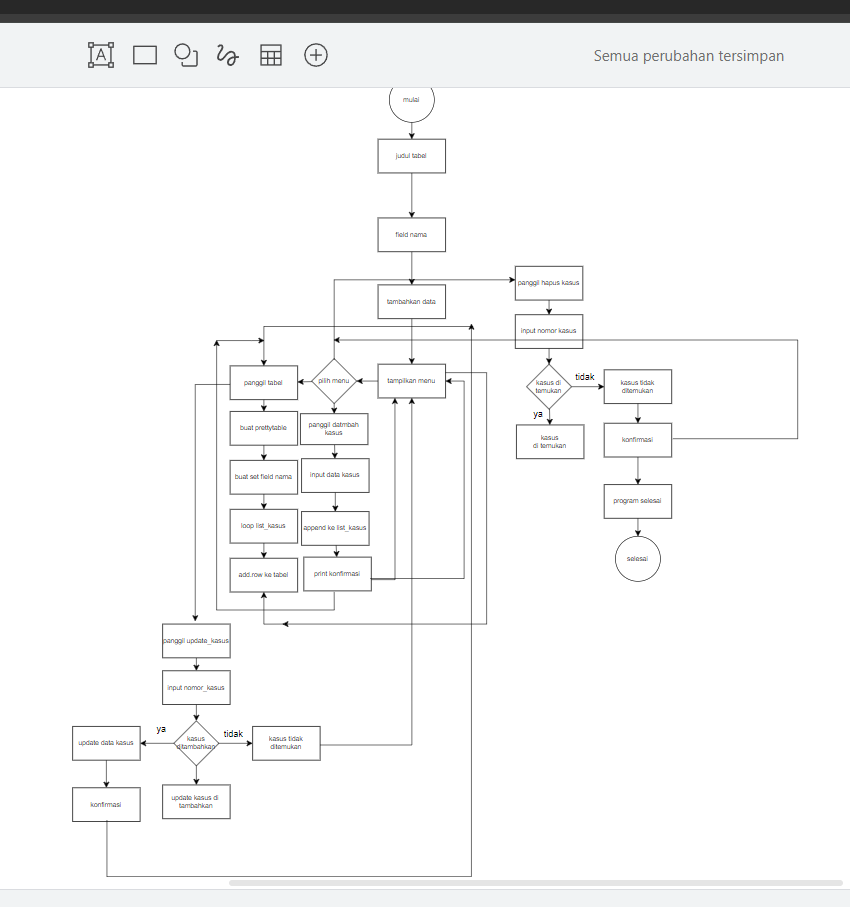 A
Semua perubahan tersimpan
mulai
judul tabel
field nama
panggil hapus kasus
tambahkan data
input nomor kasus
panggil tabel
pilih menu
tampilkan menu
kasus di
temukan
tidak
kasus tidak
ditemukan
ya
buat prettytable
panggil datmbah
kasus
kasus
di temukan
konfirmasi
buat set field nama
input data kasus
program selesai
loop list_kasus
append ke list_kasus
selesai
add.row ke tabel
print konfirmasi
panggil update_kasus
input nomor_kasus
ya
tidak
update data kasus
kasus
ditambahkan
kasus tidak
ditemukan
konfirmasi
update kasus di
tambahkan